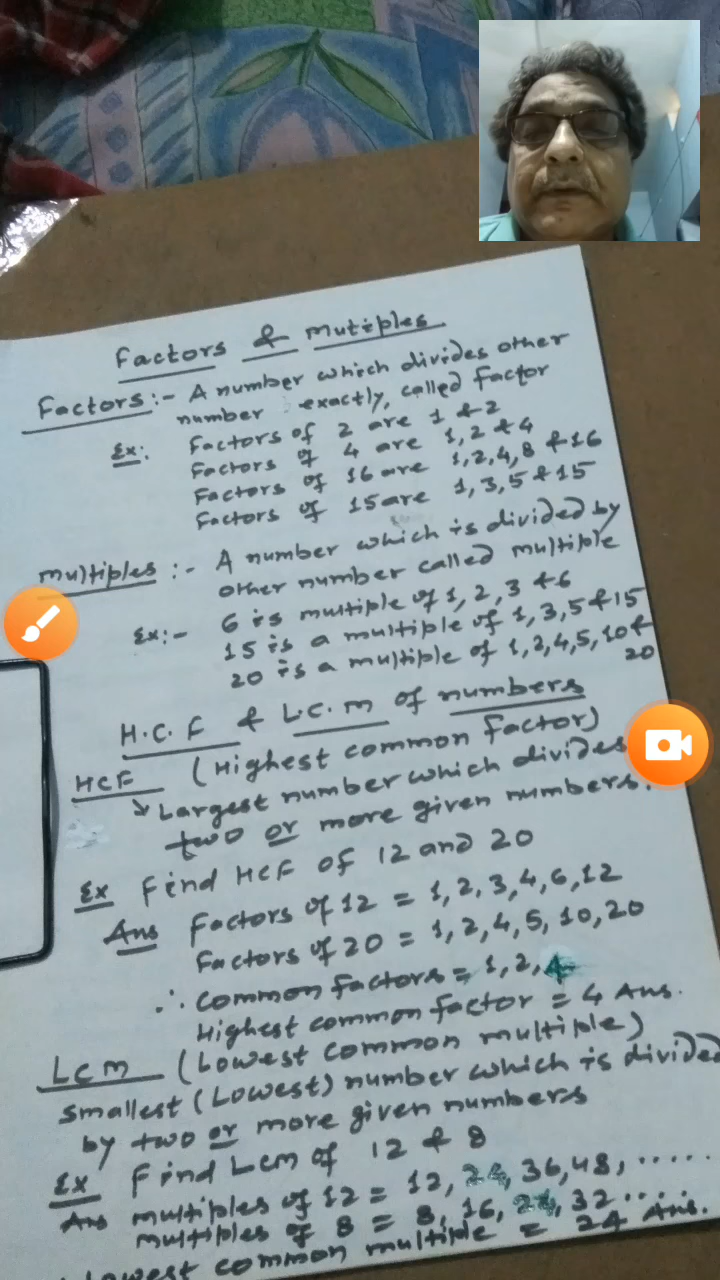 Factors & Mutiples
Factors :- A number which divides other
number exactly, called Factor
Ex: Factors of 2 are 1 & 2
Factors of 4 are 1, 2 & 4
Factors of 16 are 1, 2, 4, 8 & 16
Factors of 15 are 1, 3, 5 & 15
multiples :- A number which is divided by
other number called multiple
Ex:- 6 is multiple of 1, 2, 3 & 6
15 is a multiple of 1, 3, 5 & 15
20 is a multiple of 1, 2, 4, 5, 10 &
20
H.C.F & L.C.m of numbers
HCF (Highest common factor)
↳ Largest number which divides
two or more given numbers.
Ex Find HCF of 12 and 20
Ans Factors of 12 = 1, 2, 3, 4, 6, 12
Factors of 20 = 1, 2, 4, 5, 10, 20
∴ common factors = 1, 2, 4
Highest common factor = 4 Ans.
LCM (Lowest common multiple)
smallest (Lowest) number which is divided
by two or more given numbers
Ex Find Lcm of 12 & 8
Ans multiples of 12 = 12, 24, 36, 48, .....
multiples of 8 = 8, 16, 24, 32 .....
Lowest common multiple = 24 Ans.